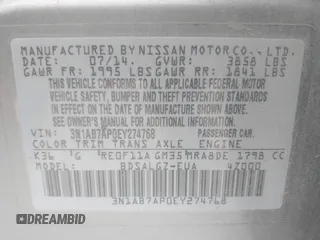 MANUFACTURED BY NISSAN MOTOR CO., LTD.
DATE: 07/14. GVWR: 3858 LBS
GAWR FR: 1995 LBS GAWR RR: 1841 LBS
THIS VEHICLE CONFORMS TO ALL APPLICABLE FEDERAL MOTOR
VEHICLE SAFETY, BUMPER, AND THEFT PREVENTION STANDARDS
IN EFFECT ON THE DATE OF MANUFACTURE SHOWN ABOVE.
SEE OWNER'S MANUAL FOR ADDITIONAL INFORMATION.
VIN: 3N1AB7AP0EY274768 PASSENGER CAR.
COLOR TRIM TRANS AXLE ENGINE
K36 G RE0F11A GM35 MRA8DE 1798 CC
MODEL: BDSALGZ-EUA 4Z000
3N1AB7AP0EY274768